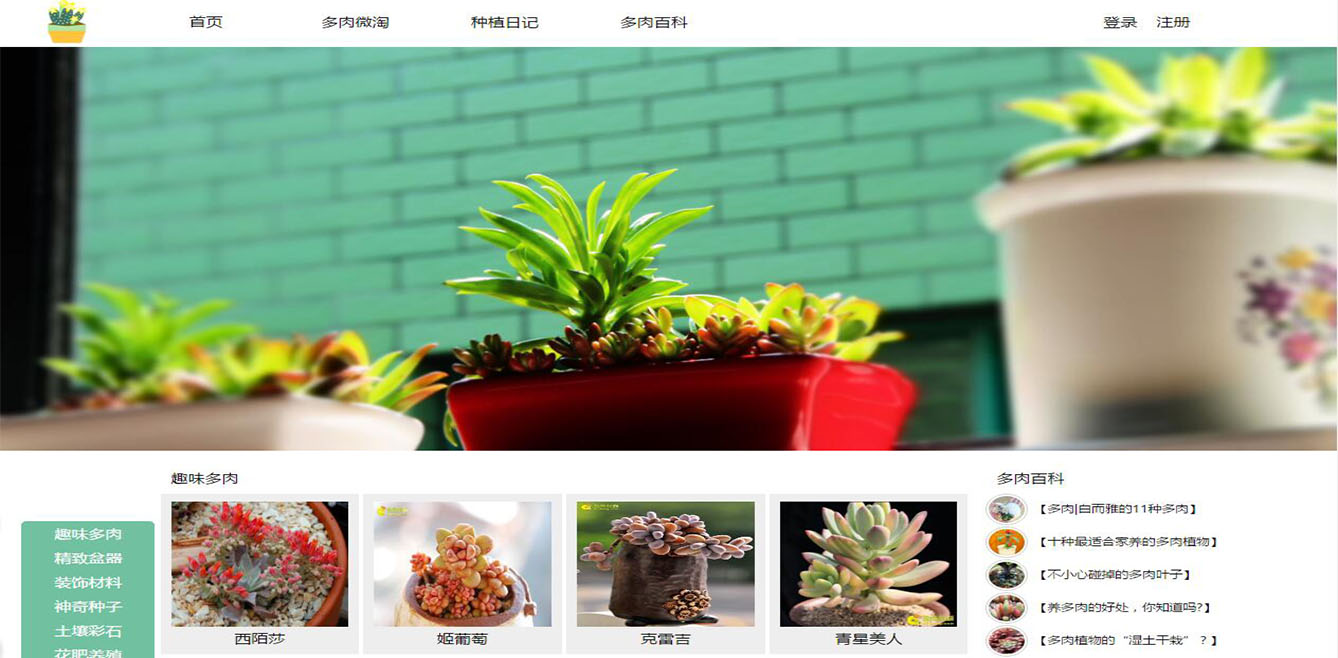 首页 多肉微淘 种植日记 多肉百科 登录 注册
趣味多肉
精致盆器
装饰材料
神奇种子
土壤彩石
花肥养殖
趣味多肉
西陌莎 姬葡萄 克雷吉 青星美人
多肉百科
【多肉|白而雅的11种多肉】
【十种最适合家养的多肉植物】
【不小心碰掉的多肉叶子】
【养多肉的好处，你知道吗?】
【多肉植物的“湿土干栽” ？】